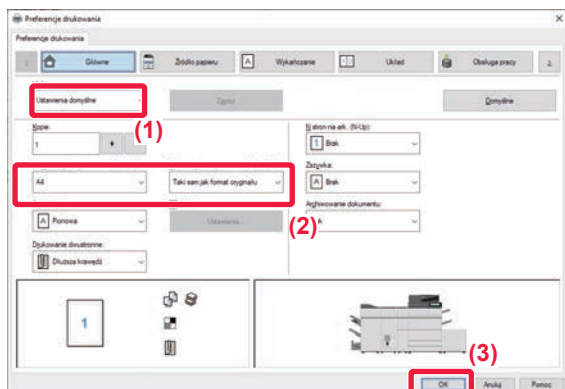 Preferencje drukowania
Preferencje drukowania
Główne
Źródło papieru
Wykańczanie
Układ
Obsługa pracy
Ustawienia domyślne
Zapisz
Domyślne
(1)
Kopie:
1
N stron na ark. (N-Up):
1 Brak
Zszywka:
A4
Taki sam jak format oryginału
A Brak
(2)
Archiwowanie dokumentu:
A Pionowa
Ustawienia...
Drukowanie dwustronne:
Dłuższa krawędź
1
(3)
OK
Anuluj
Pomoc